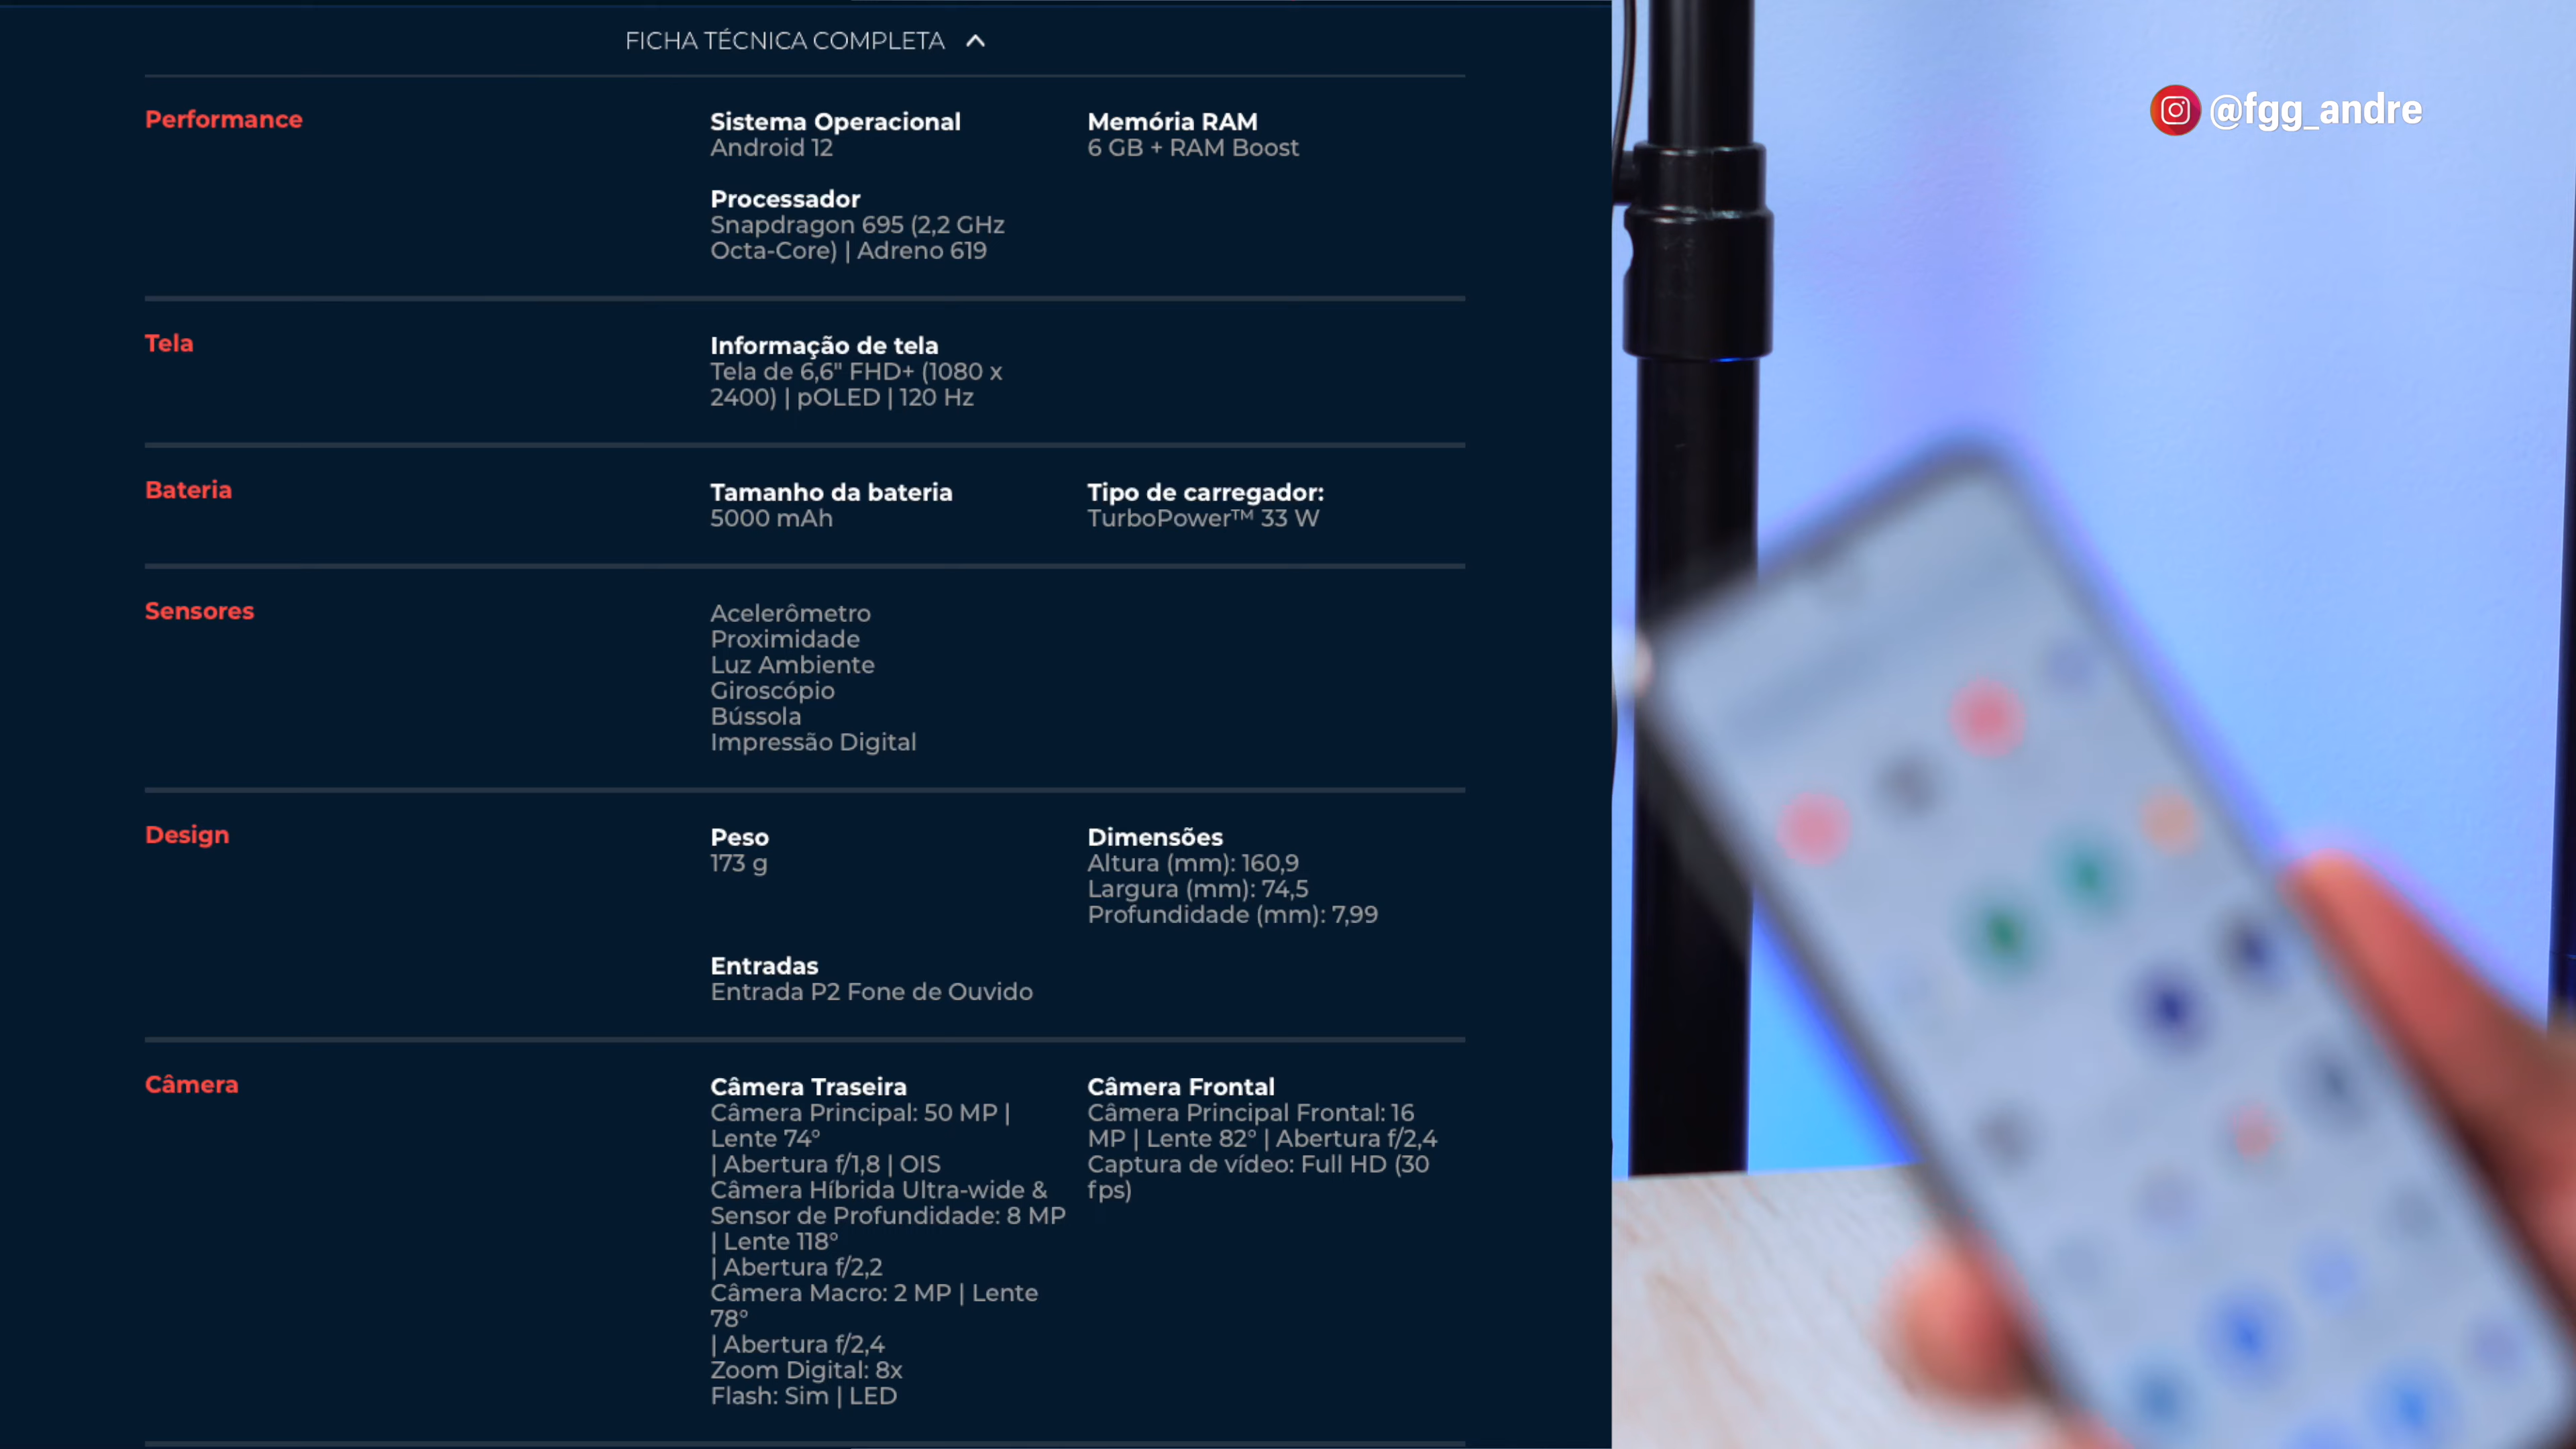 FICHA TÉCNICA COMPLETA
@fgg_andre
Performance
Sistema Operacional
Android 12
Memória RAM
6 GB + RAM Boost
Processador
Snapdragon 695 (2,2 GHz
Octa-Core) | Adreno 619
Tela
Informação de tela
Tela de 6,6" FHD+ (1080 x
2400) | pOLED | 120 Hz
Bateria
Tamanho da bateria
5000 mAh
Tipo de carregador:
TurboPower™ 33 W
Sensores
Acelerômetro
Proximidade
Luz Ambiente
Giroscópio
Bússola
Impressão Digital
Design
Peso
173 g
Dimensões
Altura (mm): 160,9
Largura (mm): 74,5
Profundidade (mm): 7,99
Entradas
Entrada P2 Fone de Ouvido
Câmera
Câmera Traseira
Câmera Principal: 50 MP |
Lente 74°
| Abertura f/1,8 | OIS
Câmera Híbrida Ultra-wide &
Sensor de Profundidade: 8 MP
| Lente 118°
| Abertura f/2,2
Câmera Macro: 2 MP | Lente
78°
| Abertura f/2,4
Zoom Digital: 8x
Flash: Sim | LED
Câmera Frontal
Câmera Principal Frontal: 16
MP | Lente 82° | Abertura f/2,4
Captura de vídeo: Full HD (30
fps)